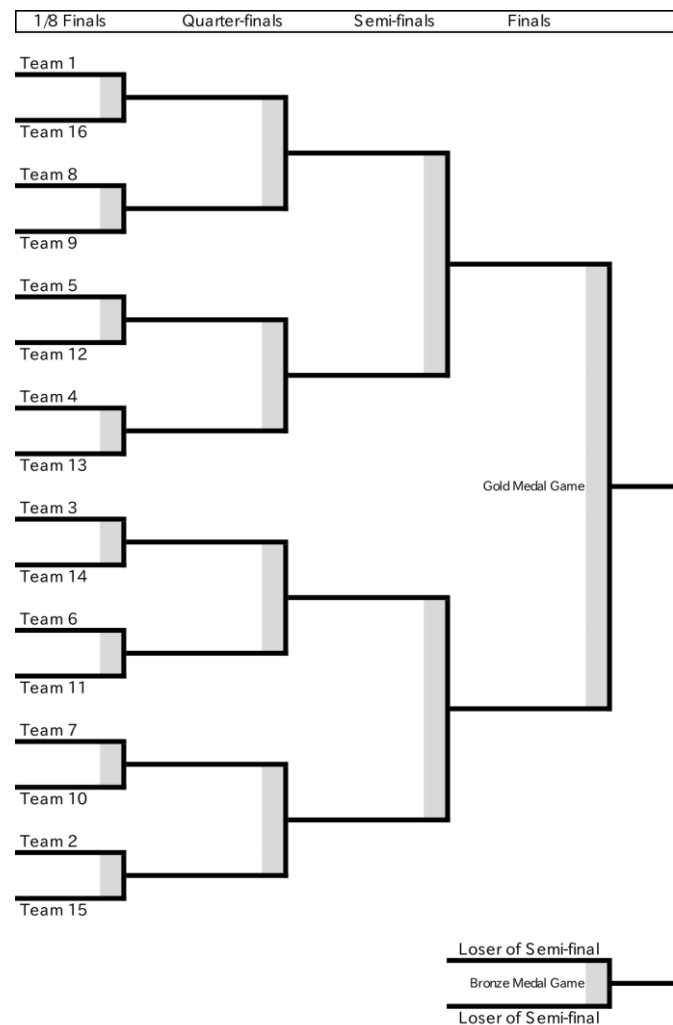 1/8 Finals Quarter-finals Semi-finals Finals
Team 1
Team 16
Team 8
Team 9
Team 5
Team 12
Team 4
Team 13
Gold Medal Game
Team 3
Team 14
Team 6
Team 11
Team 7
Team 10
Team 2
Team 15
Loser of Semi-final
Bronze Medal Game
Loser of Semi-final